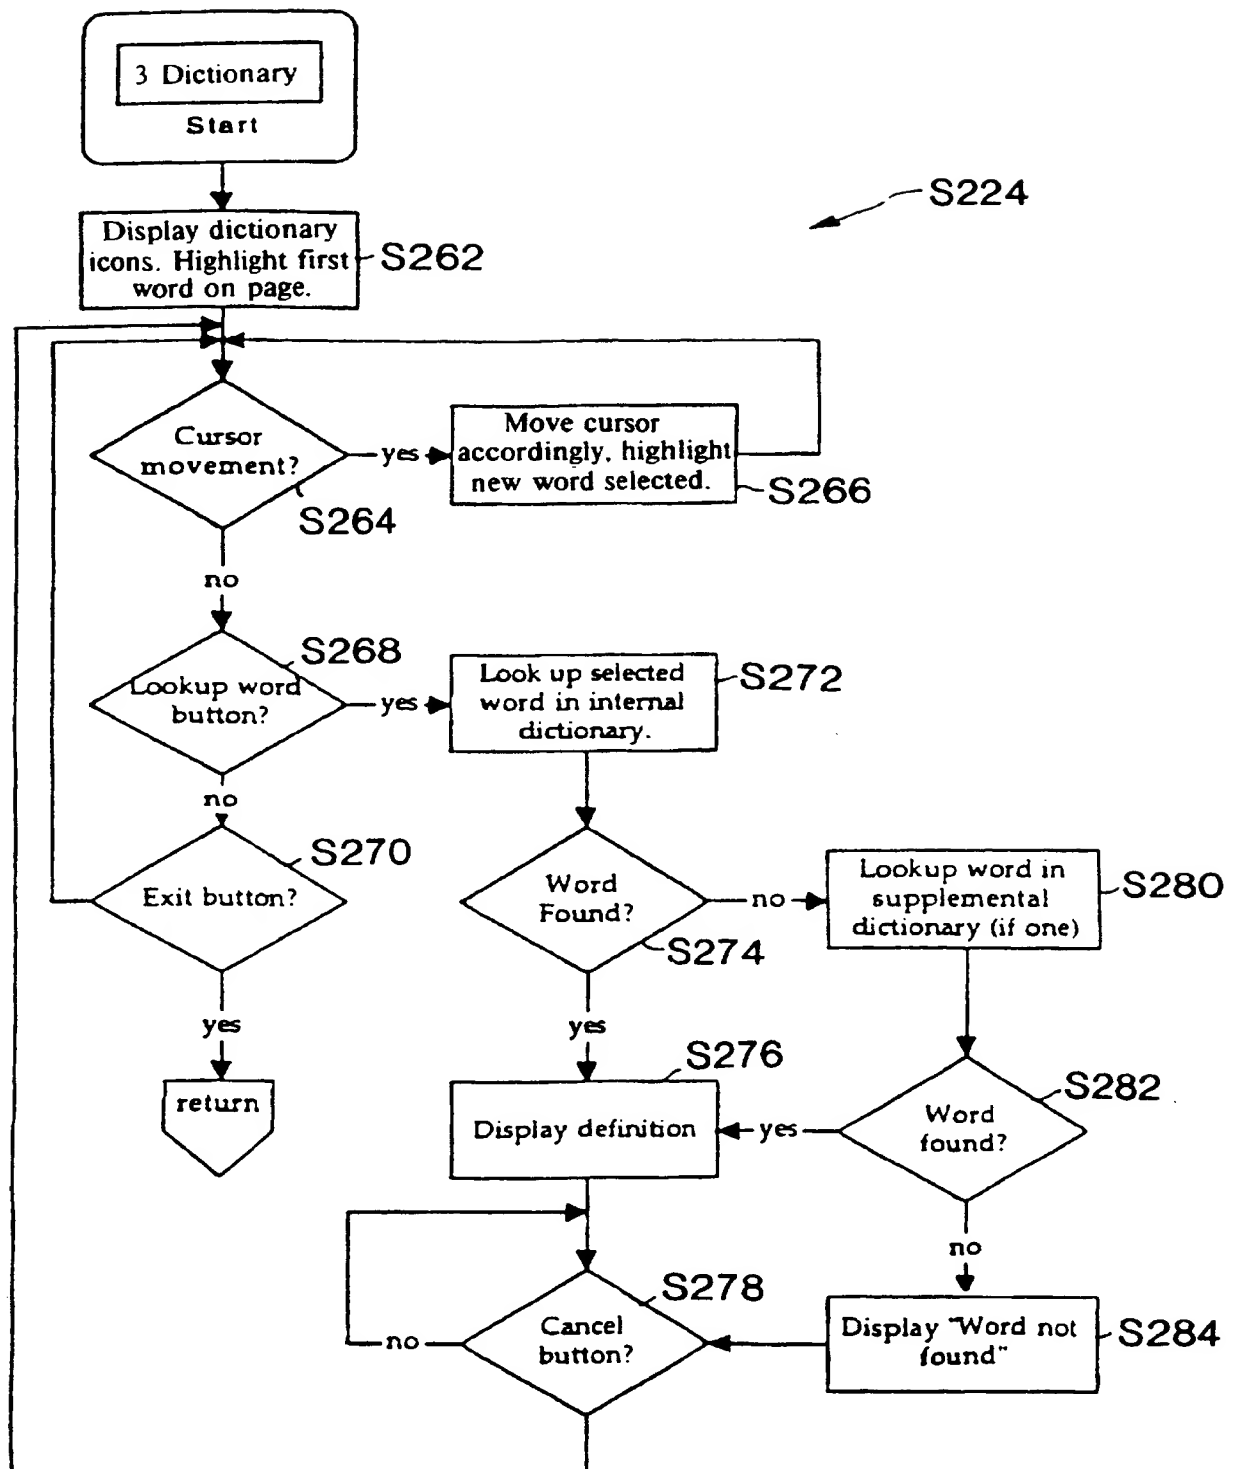 3 Dictionary
Start
S224
Display dictionary
icons. Highlight first
word on page.
S262
Cursor
movement?
S264
yes
Move cursor
accordingly, highlight
new word selected.
S266
no
Lookup word
button?
S268
yes
Look up selected
word in internal
dictionary.
S272
no
Exit button?
S270
Word
Found?
S274
no
Lookup word in
supplemental
dictionary (if one)
S280
yes
return
yes
Display definition
S276
yes
Word
found?
S282
no
Cancel
button?
S278
no
Display "Word not
found"
S284